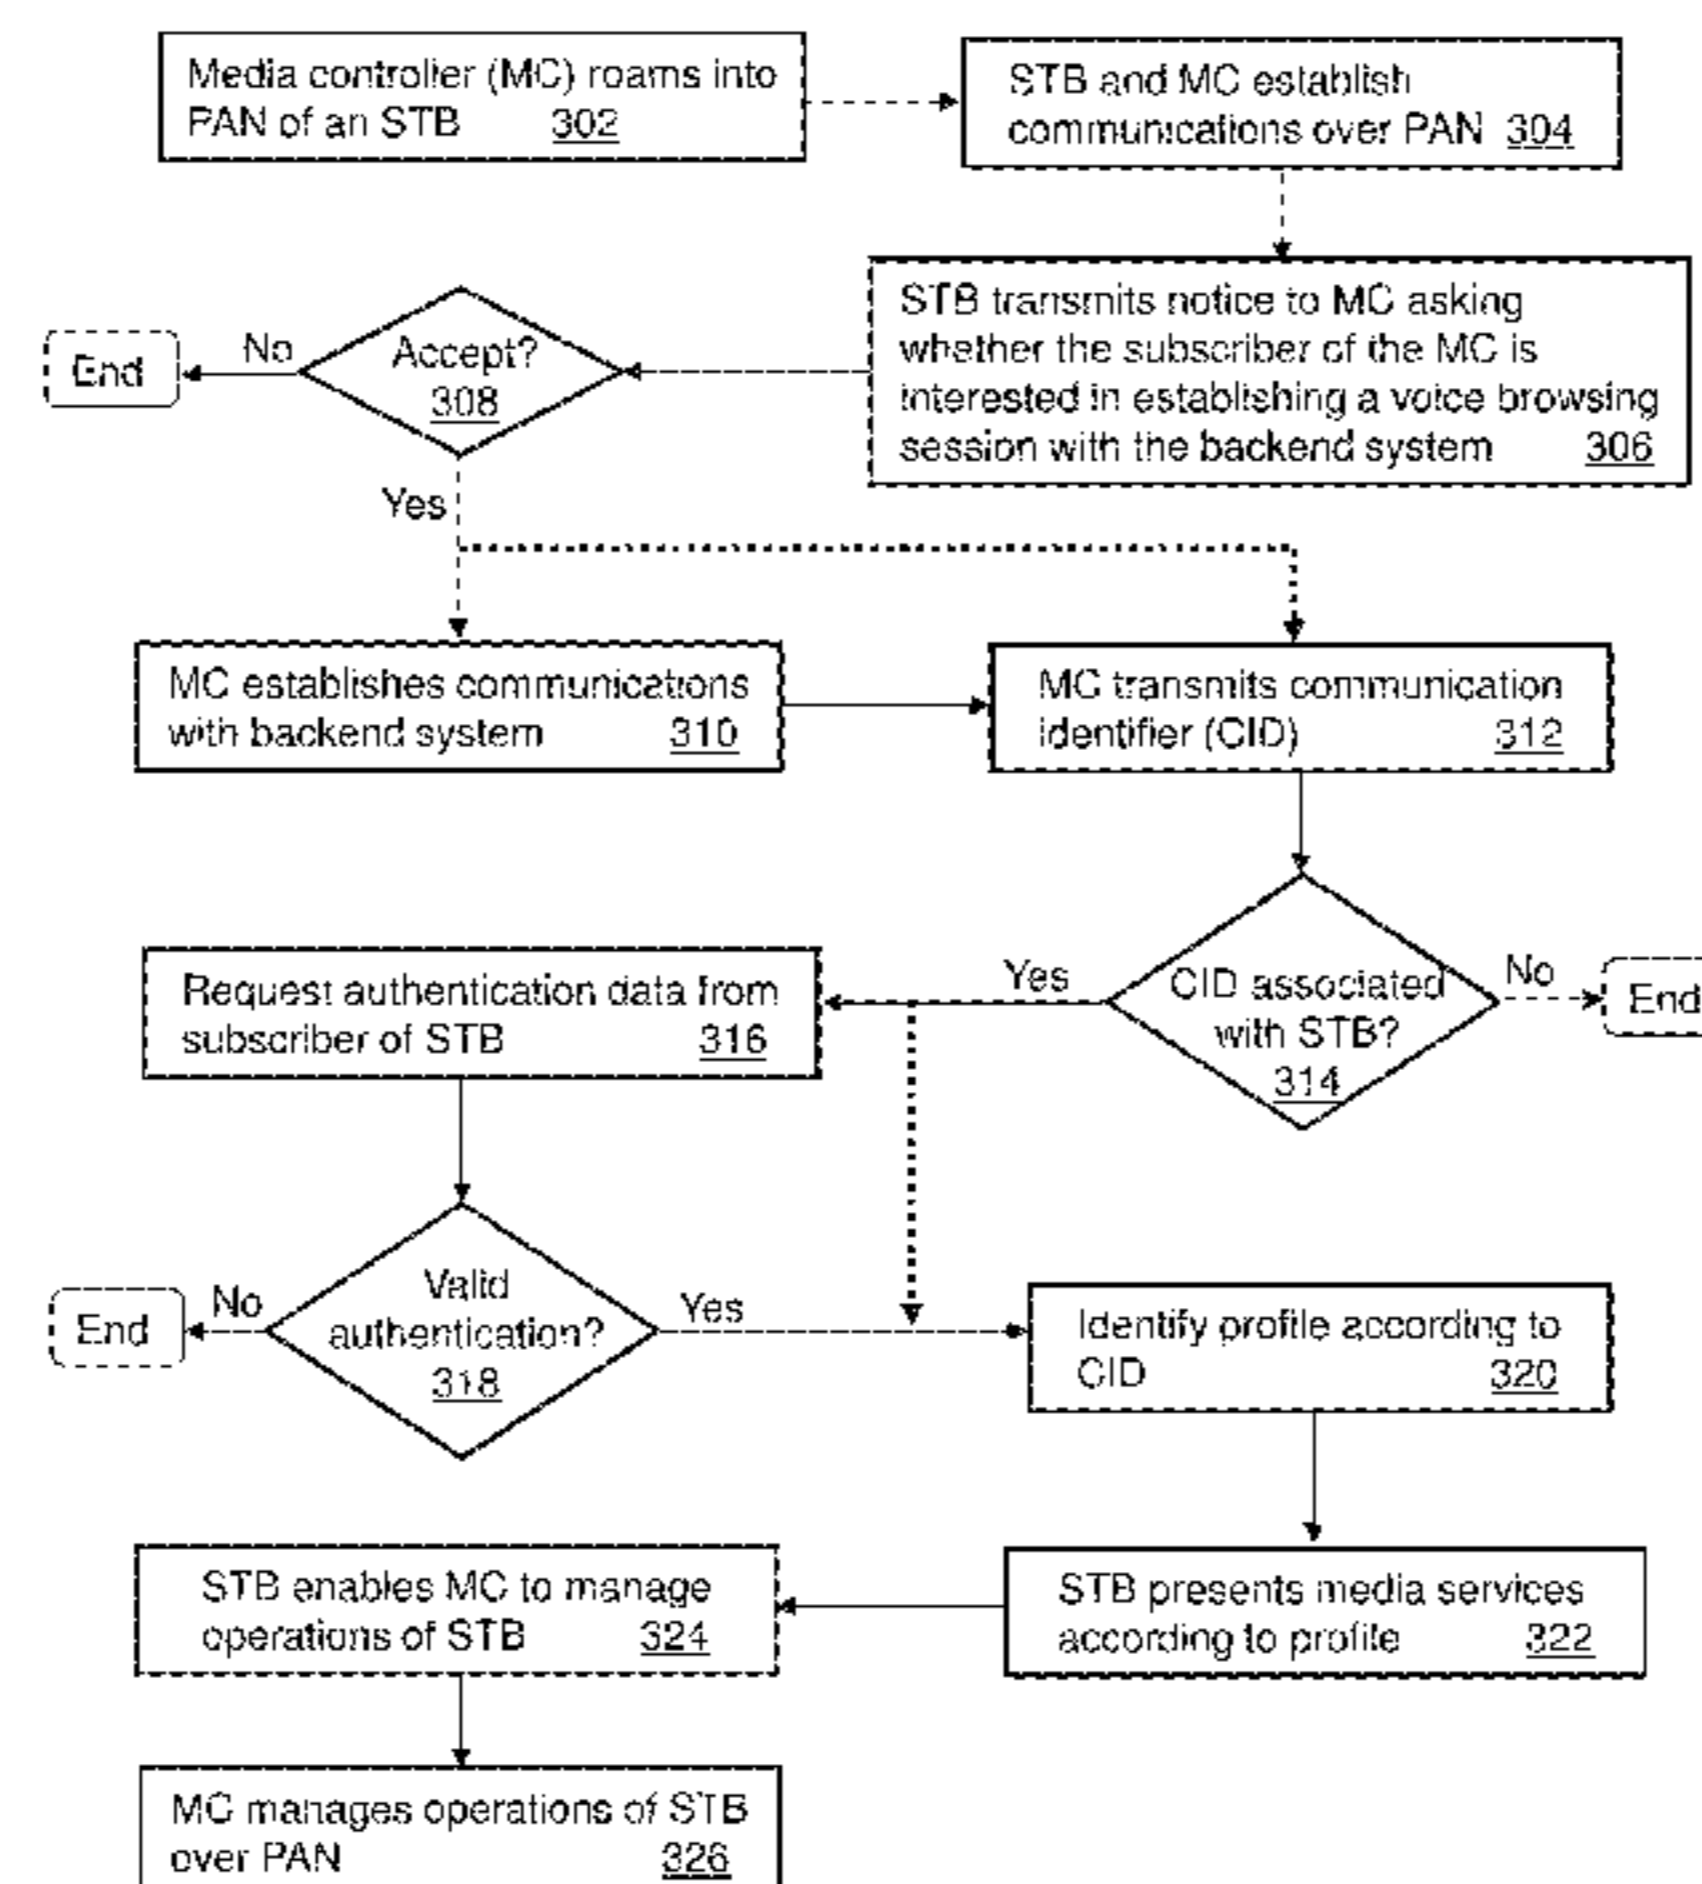 Media controller (MC) roams into
PAN of an STB 302
STB and MC establish
communications over PAN 304
STB transmits notice to MC asking
whether the subscriber of the MC is
interested in establishing a voice browsing
session with the backend system 306
Accept?
308
No
End
Yes
MC establishes communications
with backend system 310
MC transmits communication
identifier (CID) 312
CID associated
with STB?
314
No
End
Yes
Request authentication data from
subscriber of STB 316
Valid
authentication?
318
No
End
Yes
Identify profile according to
CID 320
STB presents media services
according to profile 322
STB enables MC to manage
operations of STB 324
MC manages operations of STB
over PAN 326